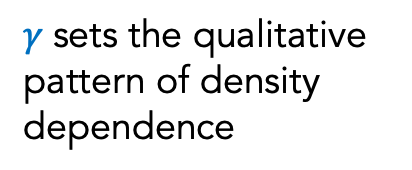 γ sets the qualitative
pattern of density
dependence